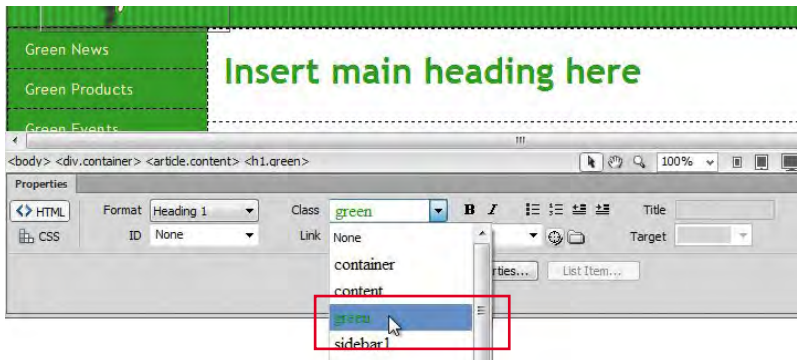 Green News
Insert main heading here
Green Products
Green Events
<body> <div.container> <article.content> <h1.green>
100%
Properties
<> HTML Format Heading 1 Class green B I Title
CSS ID None Link None Target
container
rties... List Item...
content
green
sidebar1